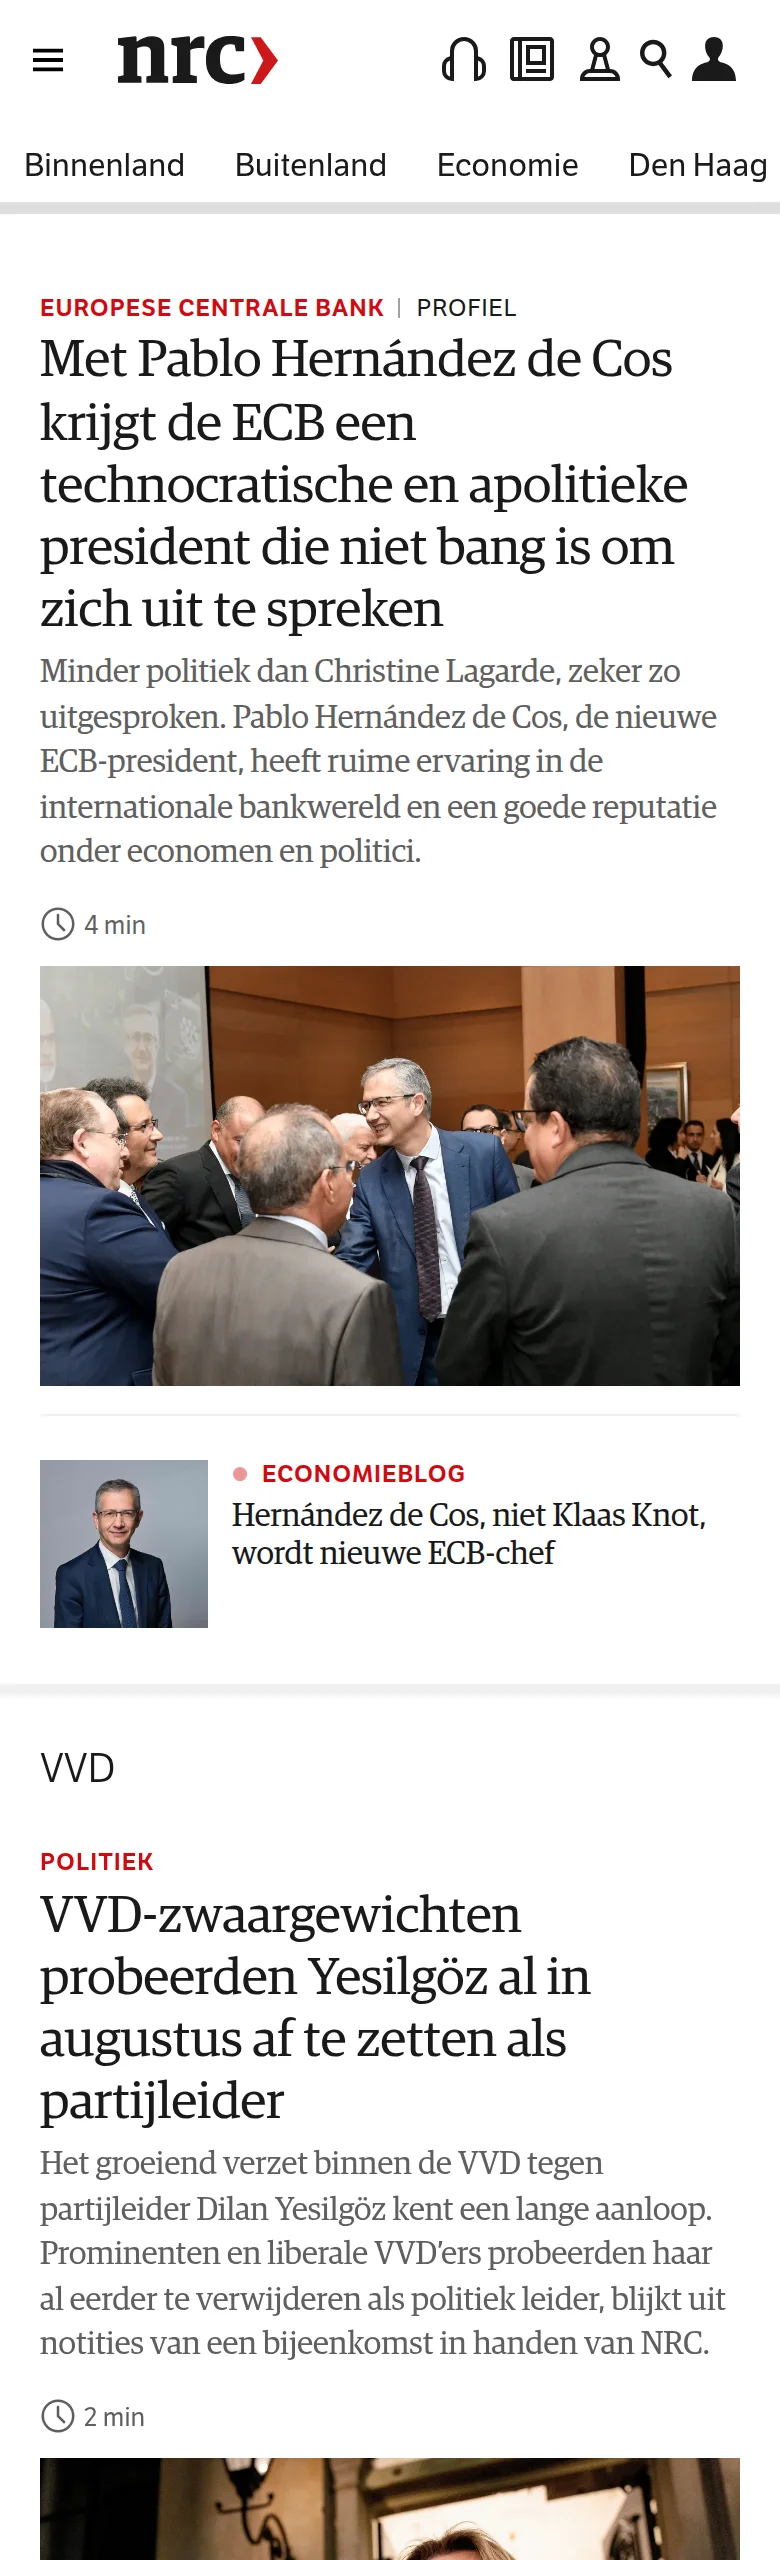 nrc
Binnenland Buitenland Economie Den Haag
EUROPESE CENTRALE BANK | PROFIEL
Met Pablo Hernández de Cos
krijgt de ECB een
technocratische en apolitieke
president die niet bang is om
zich uit te spreken
Minder politiek dan Christine Lagarde, zeker zo
uitgesproken. Pablo Hernández de Cos, de nieuwe
ECB-president, heeft ruime ervaring in de
internationale bankwereld en een goede reputatie
onder economen en politici.
4 min
ECONOMIEBLOG
Hernández de Cos, niet Klaas Knot,
wordt nieuwe ECB-chef
VVD
POLITIEK
VVD-zwaargewichten
probeerden Yesilgöz al in
augustus af te zetten als
partijleider
Het groeiend verzet binnen de VVD tegen
partijleider Dilan Yesilgöz kent een lange aanloop.
Prominenten en liberale VVD’ers probeerden haar
al eerder te verwijderen als politiek leider, blijkt uit
notities van een bijeenkomst in handen van NRC.
2 min